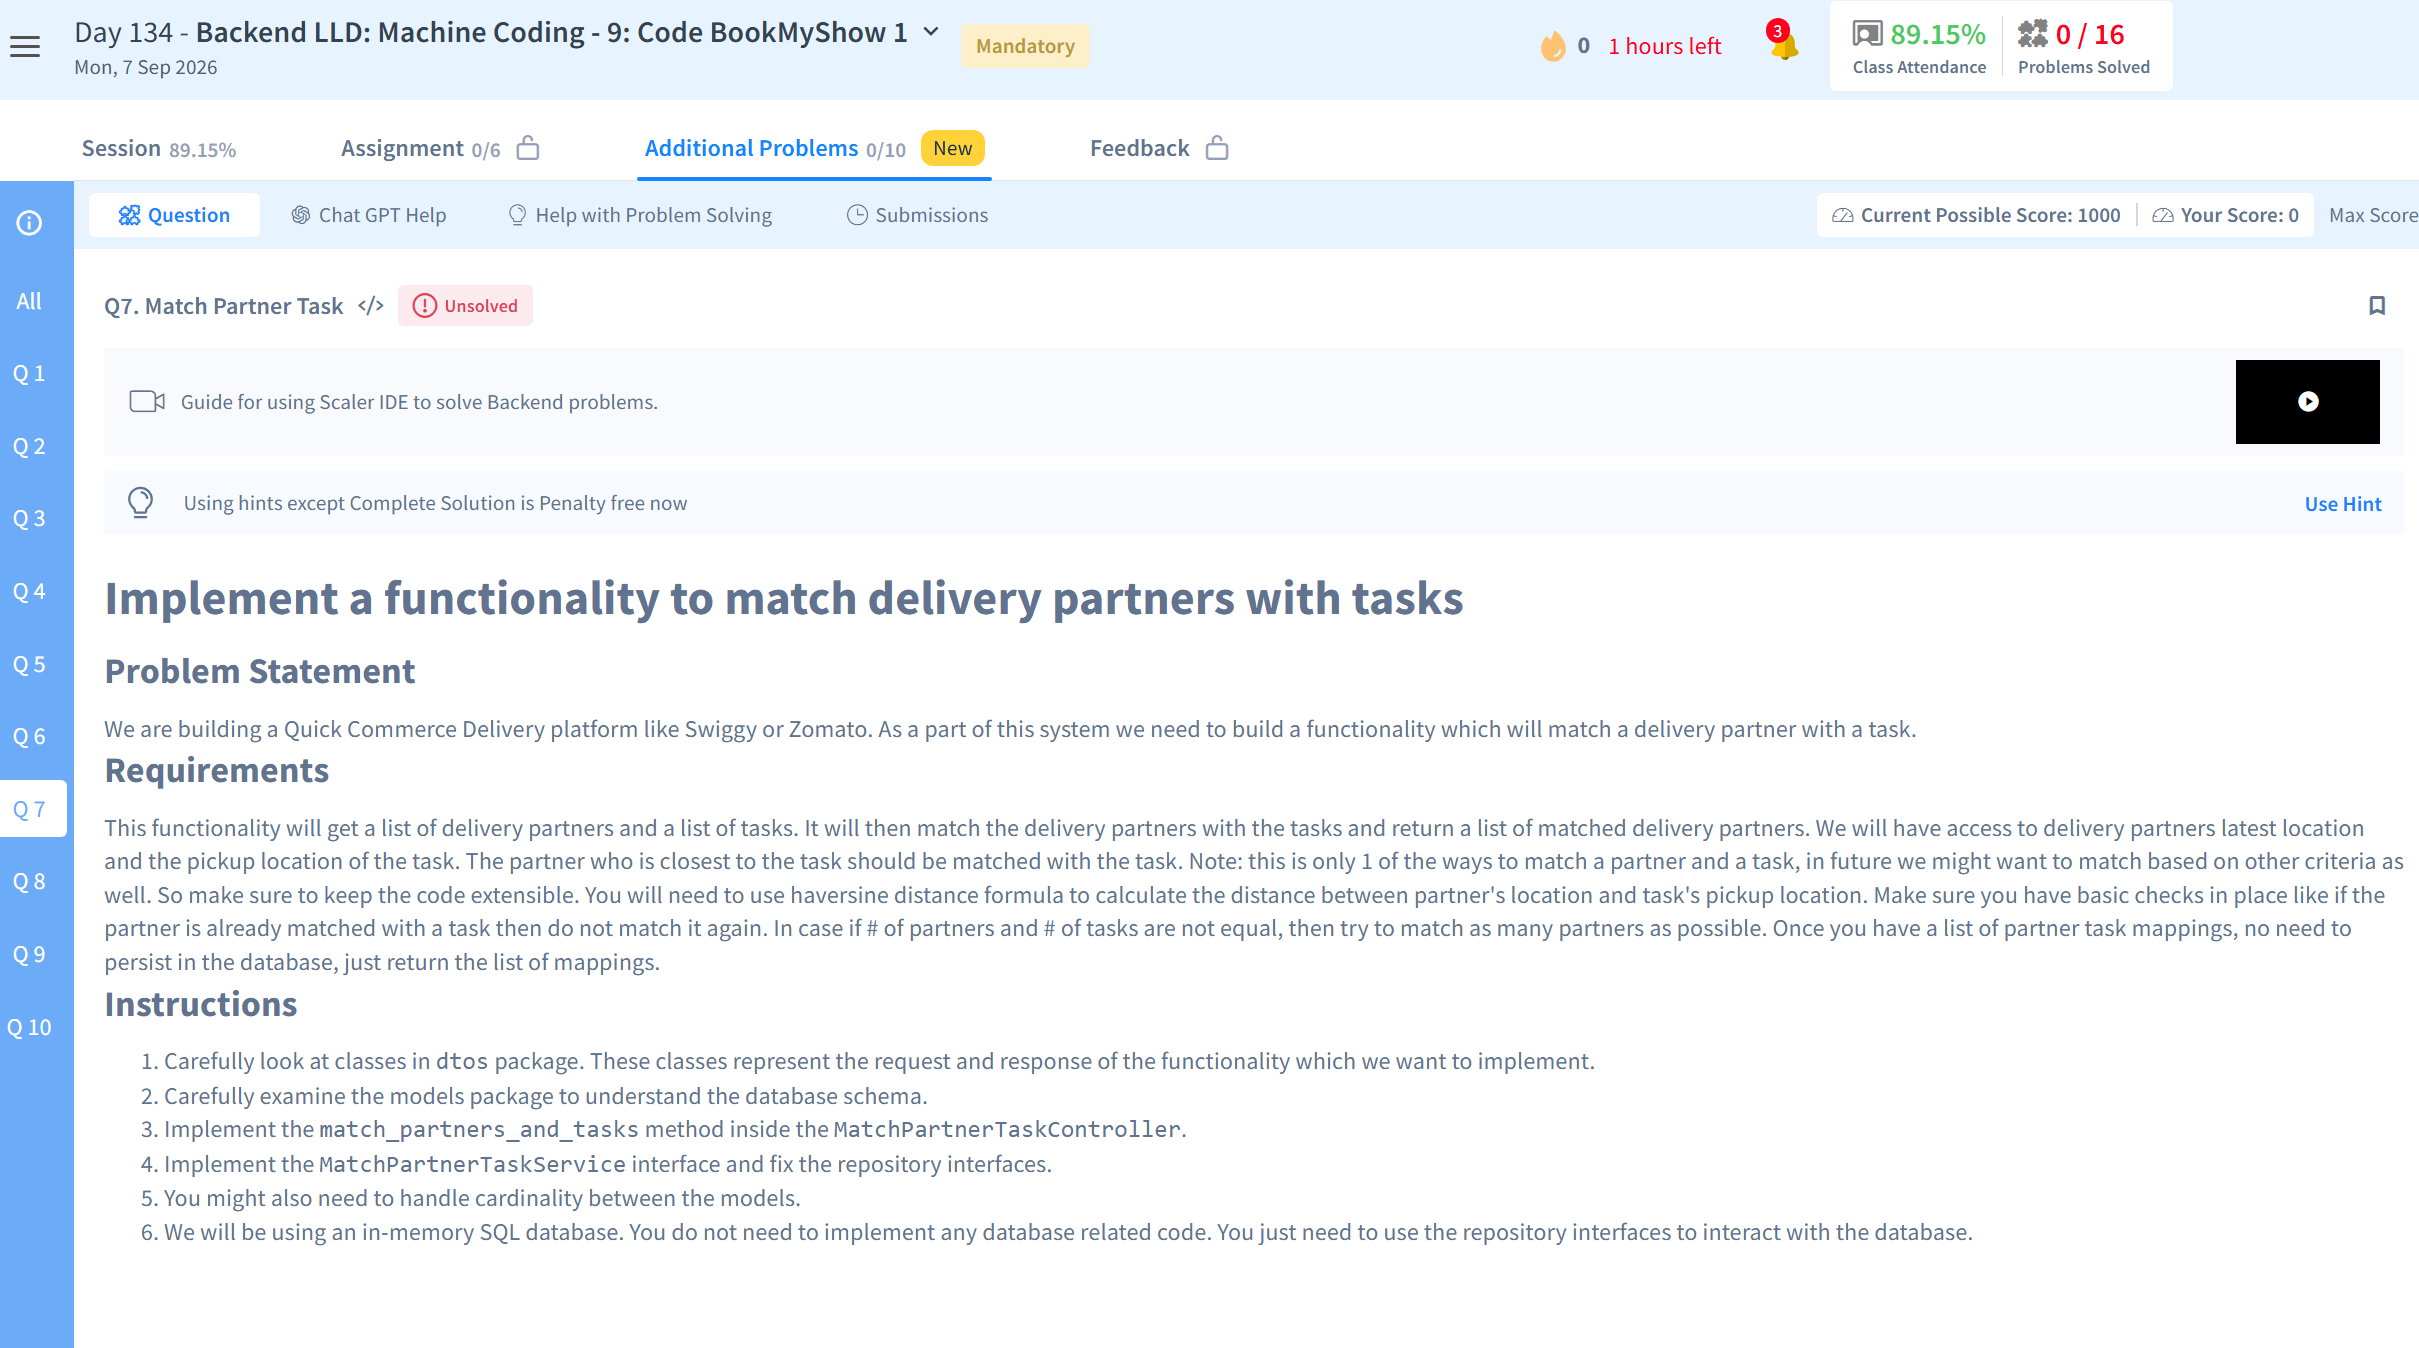 Day 134 - Backend LLD: Machine Coding - 9: Code BookMyShow 1
Mandatory
Mon, 7 Sep 2026
0
1 hours left
3
89.15%
Class Attendance
0 / 16
Problems Solved
Session 89.15%
Assignment 0/6
Additional Problems 0/10
New
Feedback
Question
Chat GPT Help
Help with Problem Solving
Submissions
Current Possible Score: 1000
Your Score: 0
Max Score
All
Q 1
Q 2
Q 3
Q 4
Q 5
Q 6
Q 7
Q 8
Q 9
Q 10
Q7. Match Partner Task </>
Unsolved
Guide for using Scaler IDE to solve Backend problems.
Using hints except Complete Solution is Penalty free now
Use Hint
Implement a functionality to match delivery partners with tasks
Problem Statement
We are building a Quick Commerce Delivery platform like Swiggy or Zomato. As a part of this system we need to build a functionality which will match a delivery partner with a task.
Requirements
This functionality will get a list of delivery partners and a list of tasks. It will then match the delivery partners with the tasks and return a list of matched delivery partners. We will have access to delivery partners latest location
and the pickup location of the task. The partner who is closest to the task should be matched with the task. Note: this is only 1 of the ways to match a partner and a task, in future we might want to match based on other criteria as
well. So make sure to keep the code extensible. You will need to use haversine distance formula to calculate the distance between partner's location and task's pickup location. Make sure you have basic checks in place like if the
partner is already matched with a task then do not match it again. In case if # of partners and # of tasks are not equal, then try to match as many partners as possible. Once you have a list of partner task mappings, no need to
persist in the database, just return the list of mappings.
Instructions
1. Carefully look at classes in dtos package. These classes represent the request and response of the functionality which we want to implement.
2. Carefully examine the models package to understand the database schema.
3. Implement the match_partners_and_tasks method inside the MatchPartnerTaskController.
4. Implement the MatchPartnerTaskService interface and fix the repository interfaces.
5. You might also need to handle cardinality between the models.
6. We will be using an in-memory SQL database. You do not need to implement any database related code. You just need to use the repository interfaces to interact with the database.